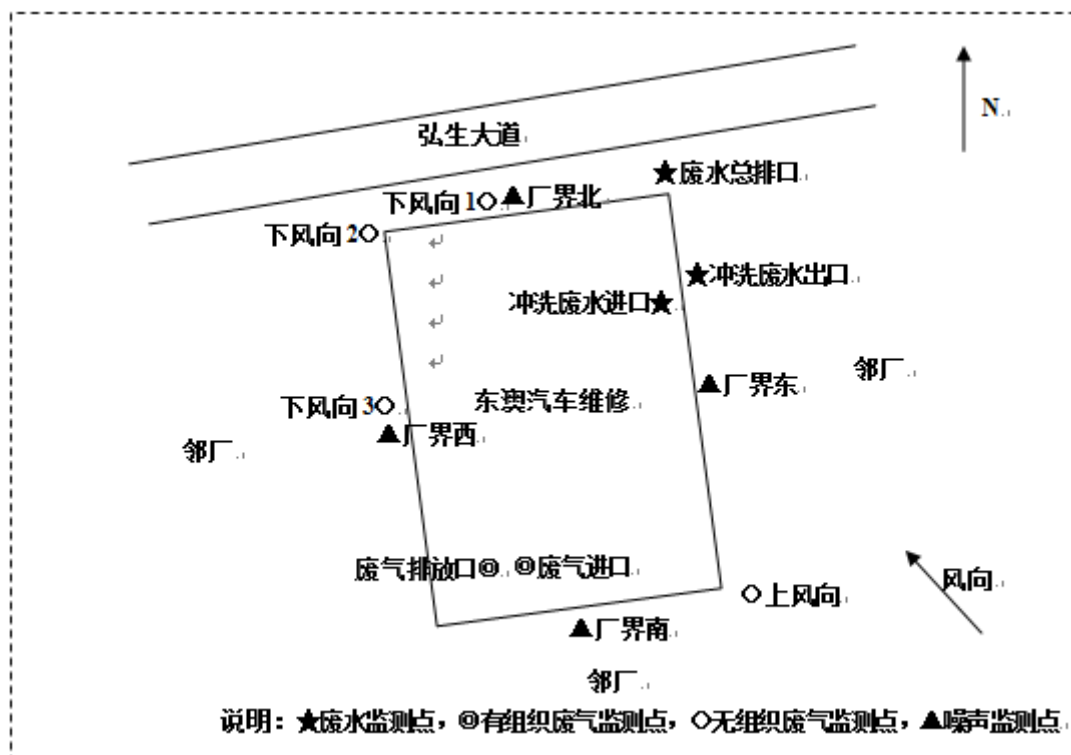 弘生大道
N
★废水总排口
下风向 1○ ▲厂界北
下风向 2○
★冲洗废水出口
冲洗废水进口★
邻厂
▲厂界东
东澳汽车维修
下风向 3○
▲厂界西
邻厂
废气排放口◎ ◎废气进口
风向
○上风向
▲厂界南
邻厂
说明：★废水监测点，◎有组织废气监测点，○无组织废气监测点，▲噪声监测点